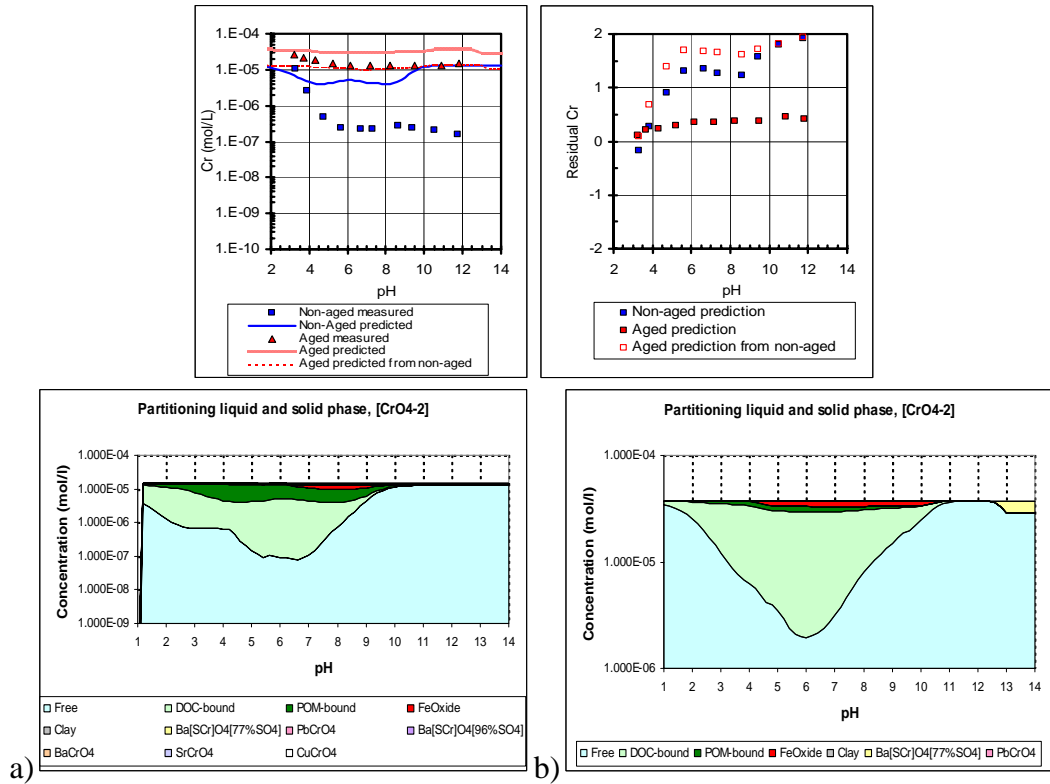 1.E-04
1.E-05
1.E-06
1.E-07
1.E-08
1.E-09
1.E-10
Cr (mol/L)
2 4 6 8 10 12 14
pH
Non-aged measured
Non-Aged predicted
Aged measured
Aged predicted
Aged predicted from non-aged
2
1
0
-1
-2
Residual Cr
2 4 6 8 10 12 14
pH
Non-aged prediction
Aged prediction
Aged prediction from non-aged
Partitioning liquid and solid phase, [CrO4-2]
1.000E-04
1.000E-05
1.000E-06
1.000E-07
1.000E-08
1.000E-09
Concentration (mol/l)
1 2 3 4 5 6 7 8 9 10 11 12 13 14
pH
Free DOC-bound POM-bound FeOxide
Clay Ba[SCr]O4[77%SO4] PbCrO4 Ba[SCr]O4[96%SO4]
BaCrO4 SrCrO4 CuCrO4
a)
Partitioning liquid and solid phase, [CrO4-2]
1.000E-04
1.000E-05
1.000E-06
Concentration (mol/l)
1 2 3 4 5 6 7 8 9 10 11 12 13 14
pH
Free DOC-bound POM-bound FeOxide Clay Ba[SCr]O4[77%SO4] PbCrO4
b)